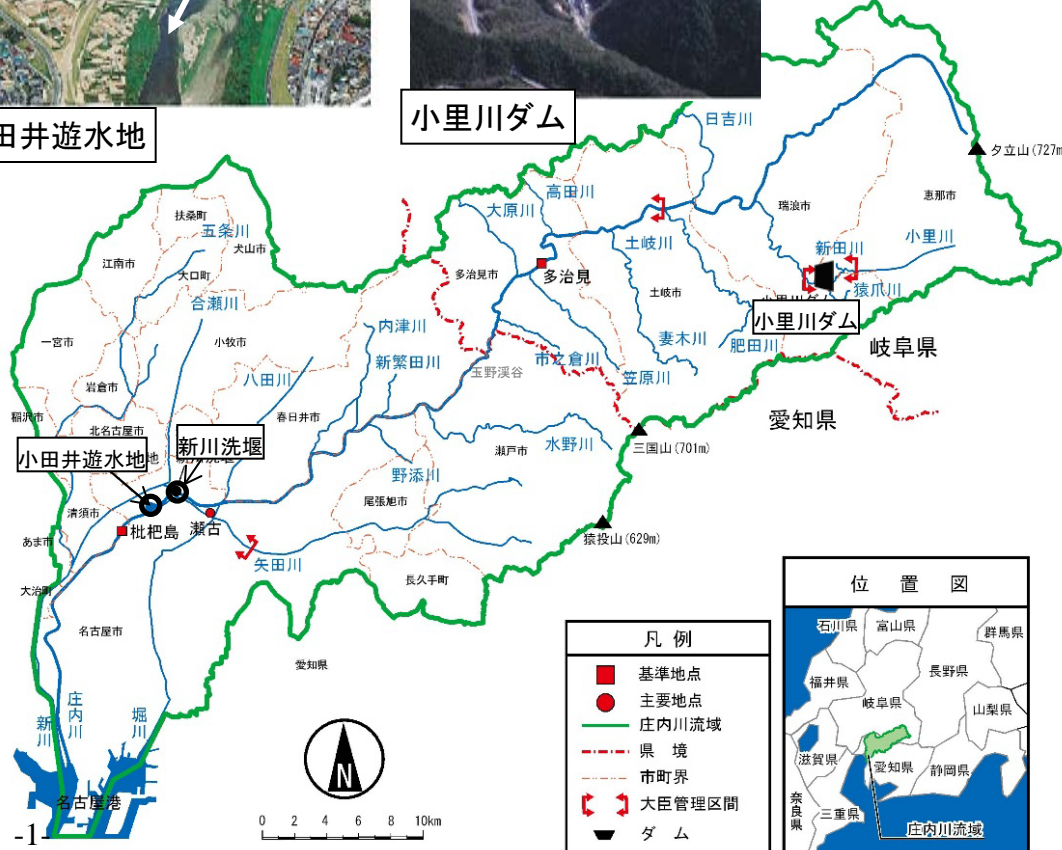 田井遊水地
小里川ダム
日吉川
夕立山(727m
恵那市
瑞浪市
高田川
大原川
扶桑町
五条川
犬山市
江南市
大口町
土岐川
新田川
小里川
多治見市
多治見
土岐市
猿爪川
小里川ダム
合瀬川
内津川
小牧市
一宮市
新繁田川
市之倉川
妻木川
肥田川
岐阜県
玉野渓谷
笠原川
八田川
岩倉市
春日井市
愛知県
稲沢市
北名古屋市
新川洗堰
水野川
三国山(701m)
小田井遊水地
瀬戸市
野添川
尾張旭市
清須市
枇杷島
瀬古
猿投山(629m)
あま市
矢田川
長久手町
大治町
名古屋市
愛知県
新川
庄内川
堀川
名古屋港
N
0 2 4 6 8 10km
-1-
凡例
基準地点
主要地点
庄内川流域
県境
市町界
大臣管理区間
ダム
位置図
石川県
富山県
群馬県
福井県
長野県
岐阜県
山梨県
滋賀県
愛知県
静岡県
奈良県
三重県
庄内川流域